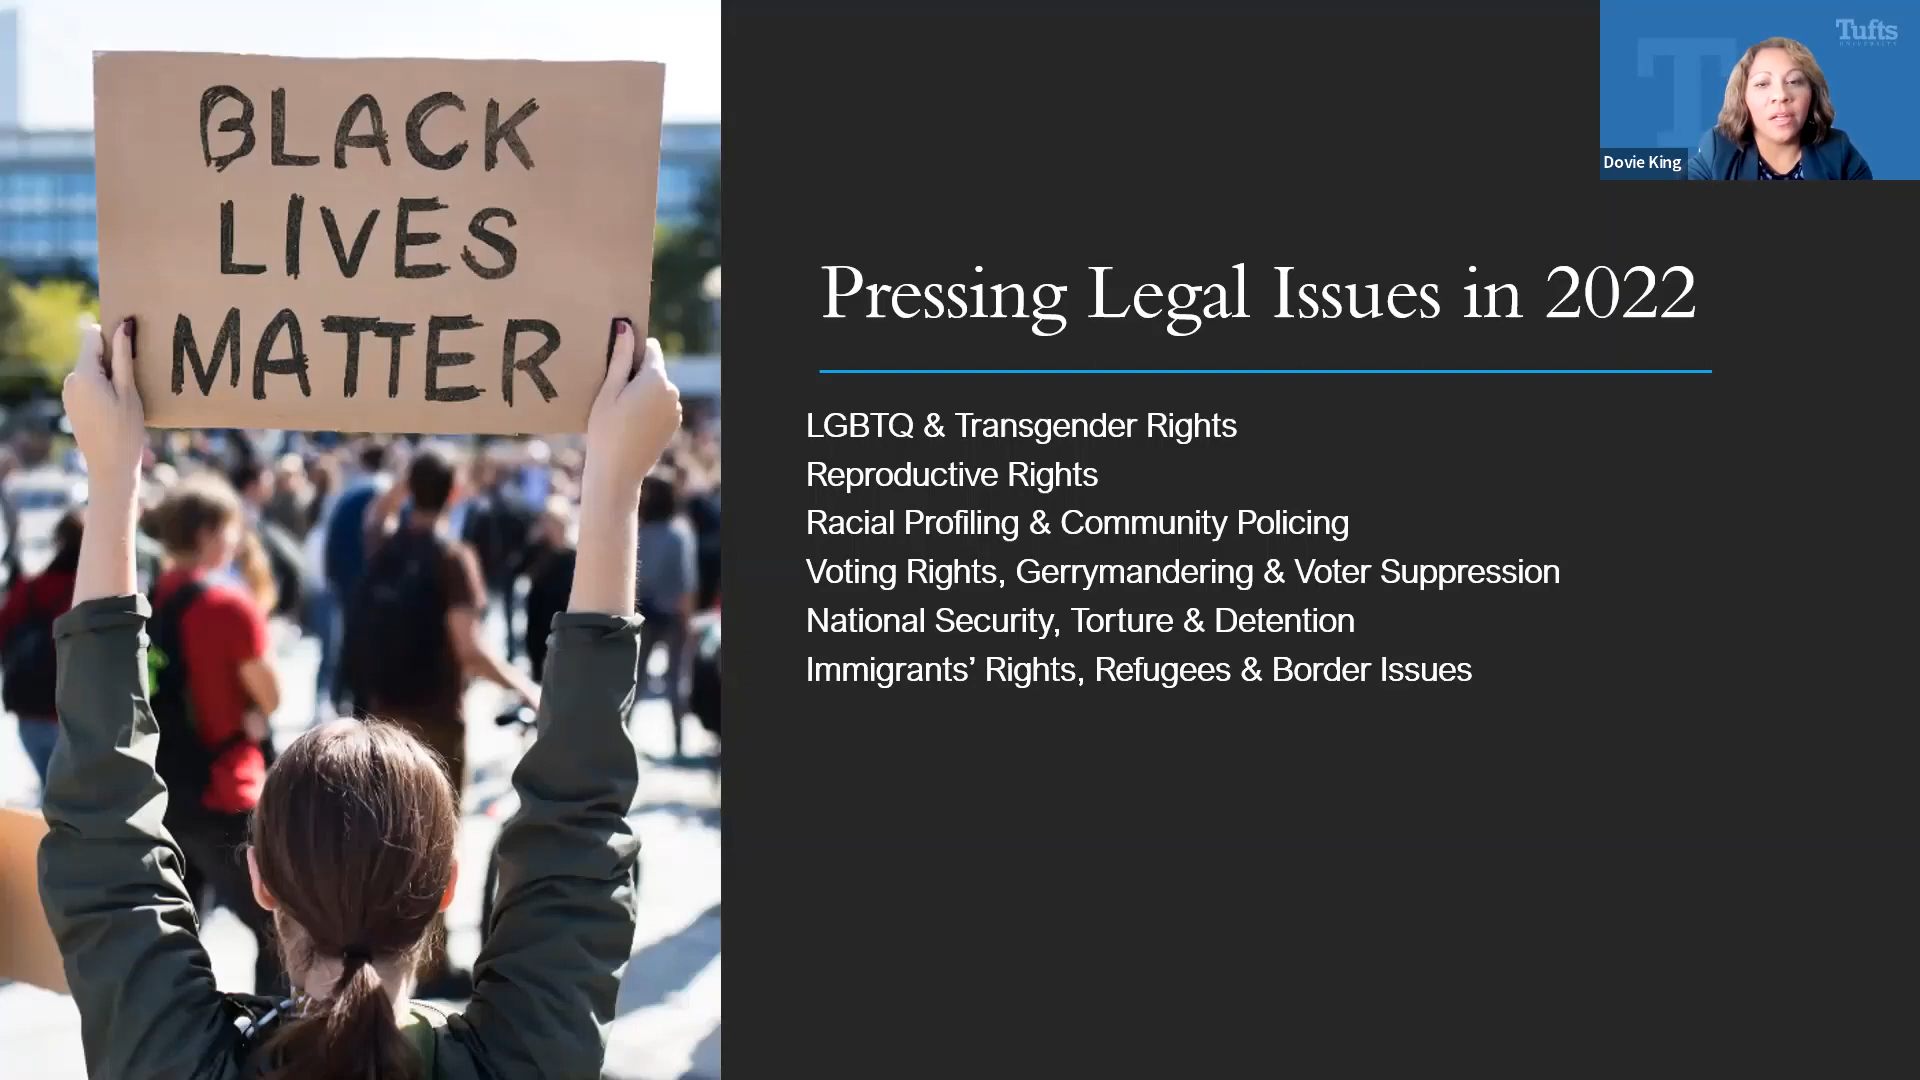 BLACK
LIVES
MATTER
Tufts
UNIVERSITY
Dovie King
Pressing Legal Issues in 2022
LGBTQ & Transgender Rights
Reproductive Rights
Racial Profiling & Community Policing
Voting Rights, Gerrymandering & Voter Suppression
National Security, Torture & Detention
Immigrants’ Rights, Refugees & Border Issues